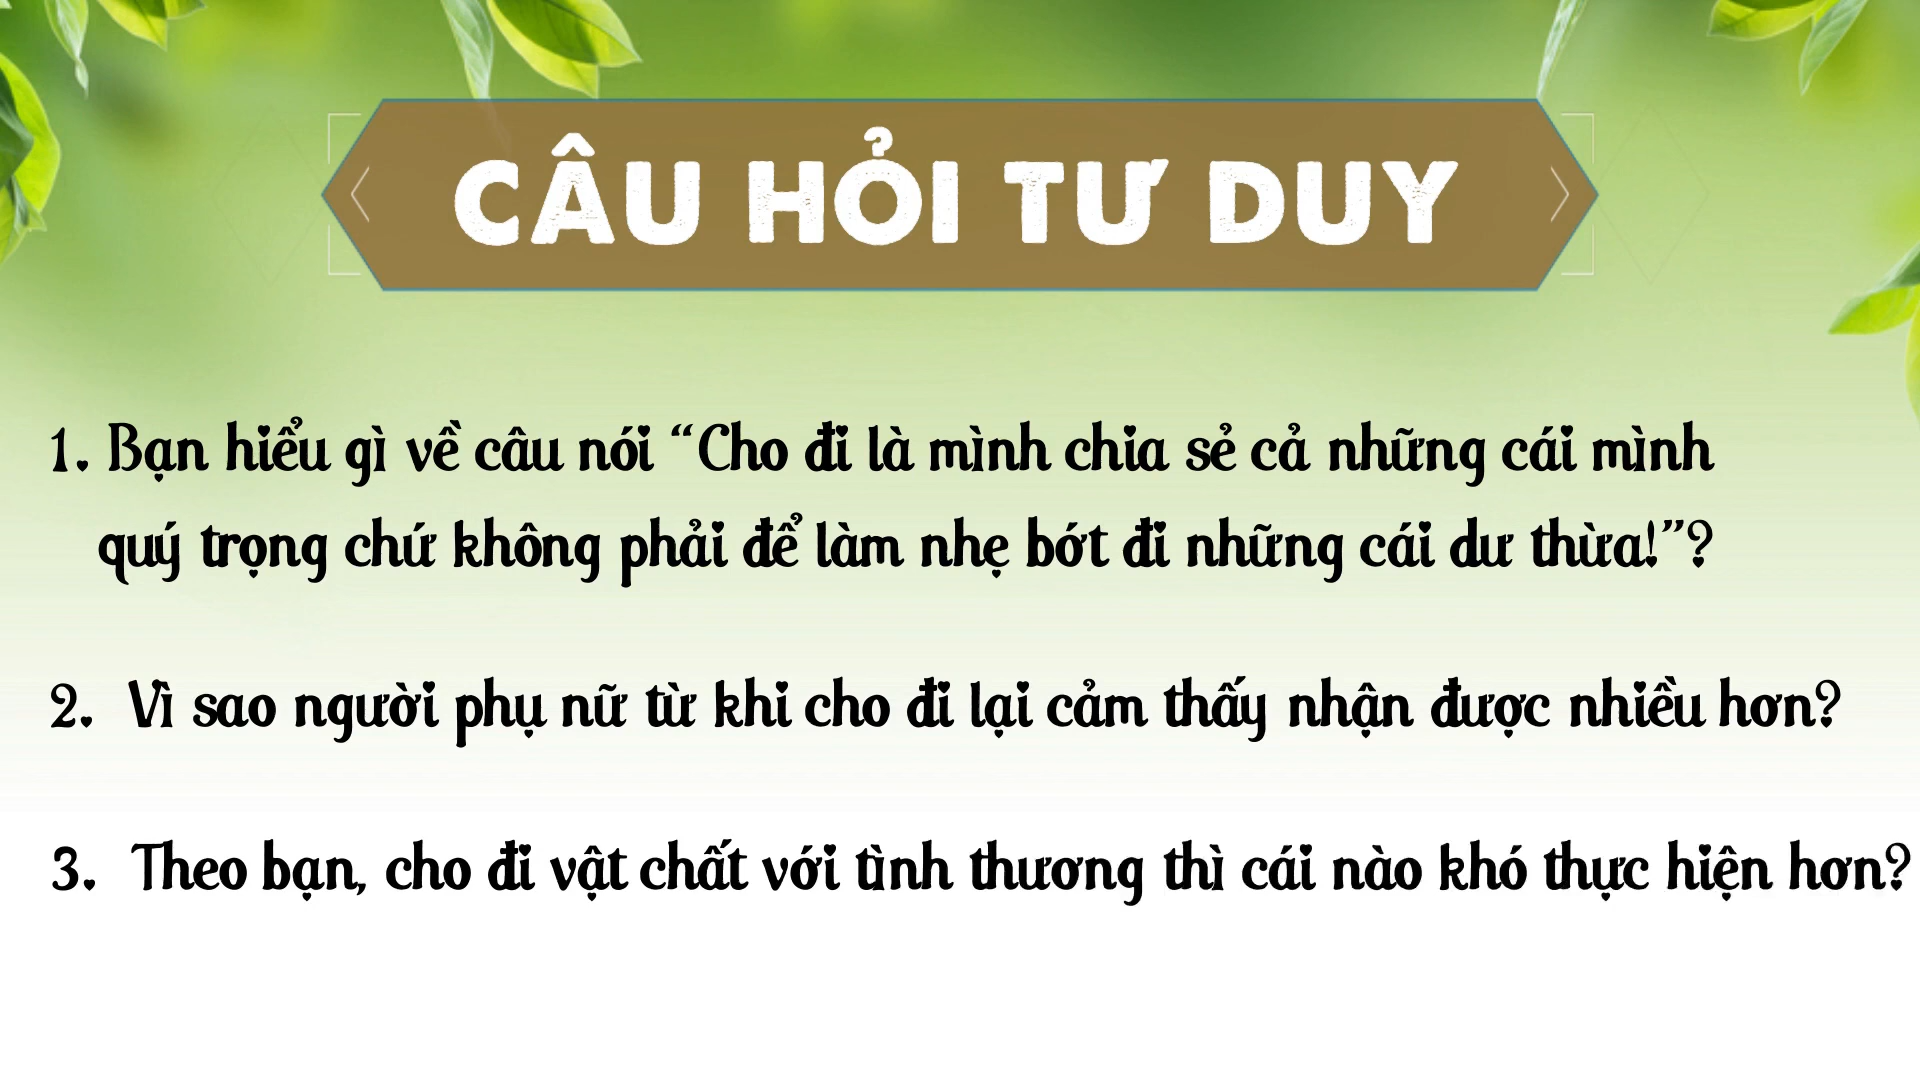 CÂU HỎI TƯ DUY
1. Bạn hiểu gì về câu nói “Cho đi là mình chia sẻ cả những cái mình
quý trọng chứ không phải để làm nhẹ bớt đi những cái dư thừa!”?
2. Vì sao người phụ nữ từ khi cho đi lại cảm thấy nhận được nhiều hơn?
3. Theo bạn, cho đi vật chất với tình thương thì cái nào khó thực hiện hơn?